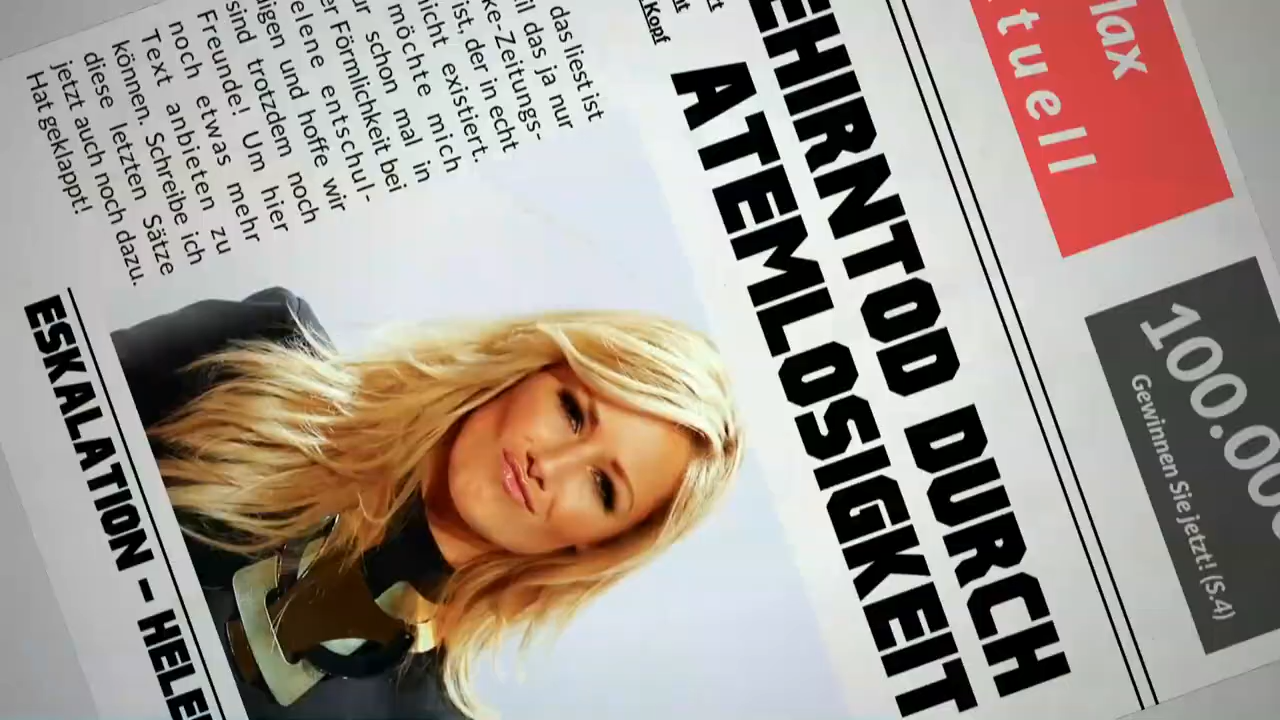 lax
tuell
100.00
Gewinnen Sie jetzt! (S.4)
EHIRNTOD DURCH
ATEMLOSIGKEIT
Kopf
das liest ist
il das ja nur
ke-Zeitungs-
ist, der in echt
icht existiert.
möchte mich
ur schon mal in
er Förmlichkeit bei
elene entschul-
igen und hoffe wir
sind trotzdem noch
Freunde! Um hier
noch etwas mehr
Text anbieten zu
können. Schreibe ich
diese letzten Sätze
jetzt auch noch dazu.
Hat geklappt!
ESKALATION – HELE